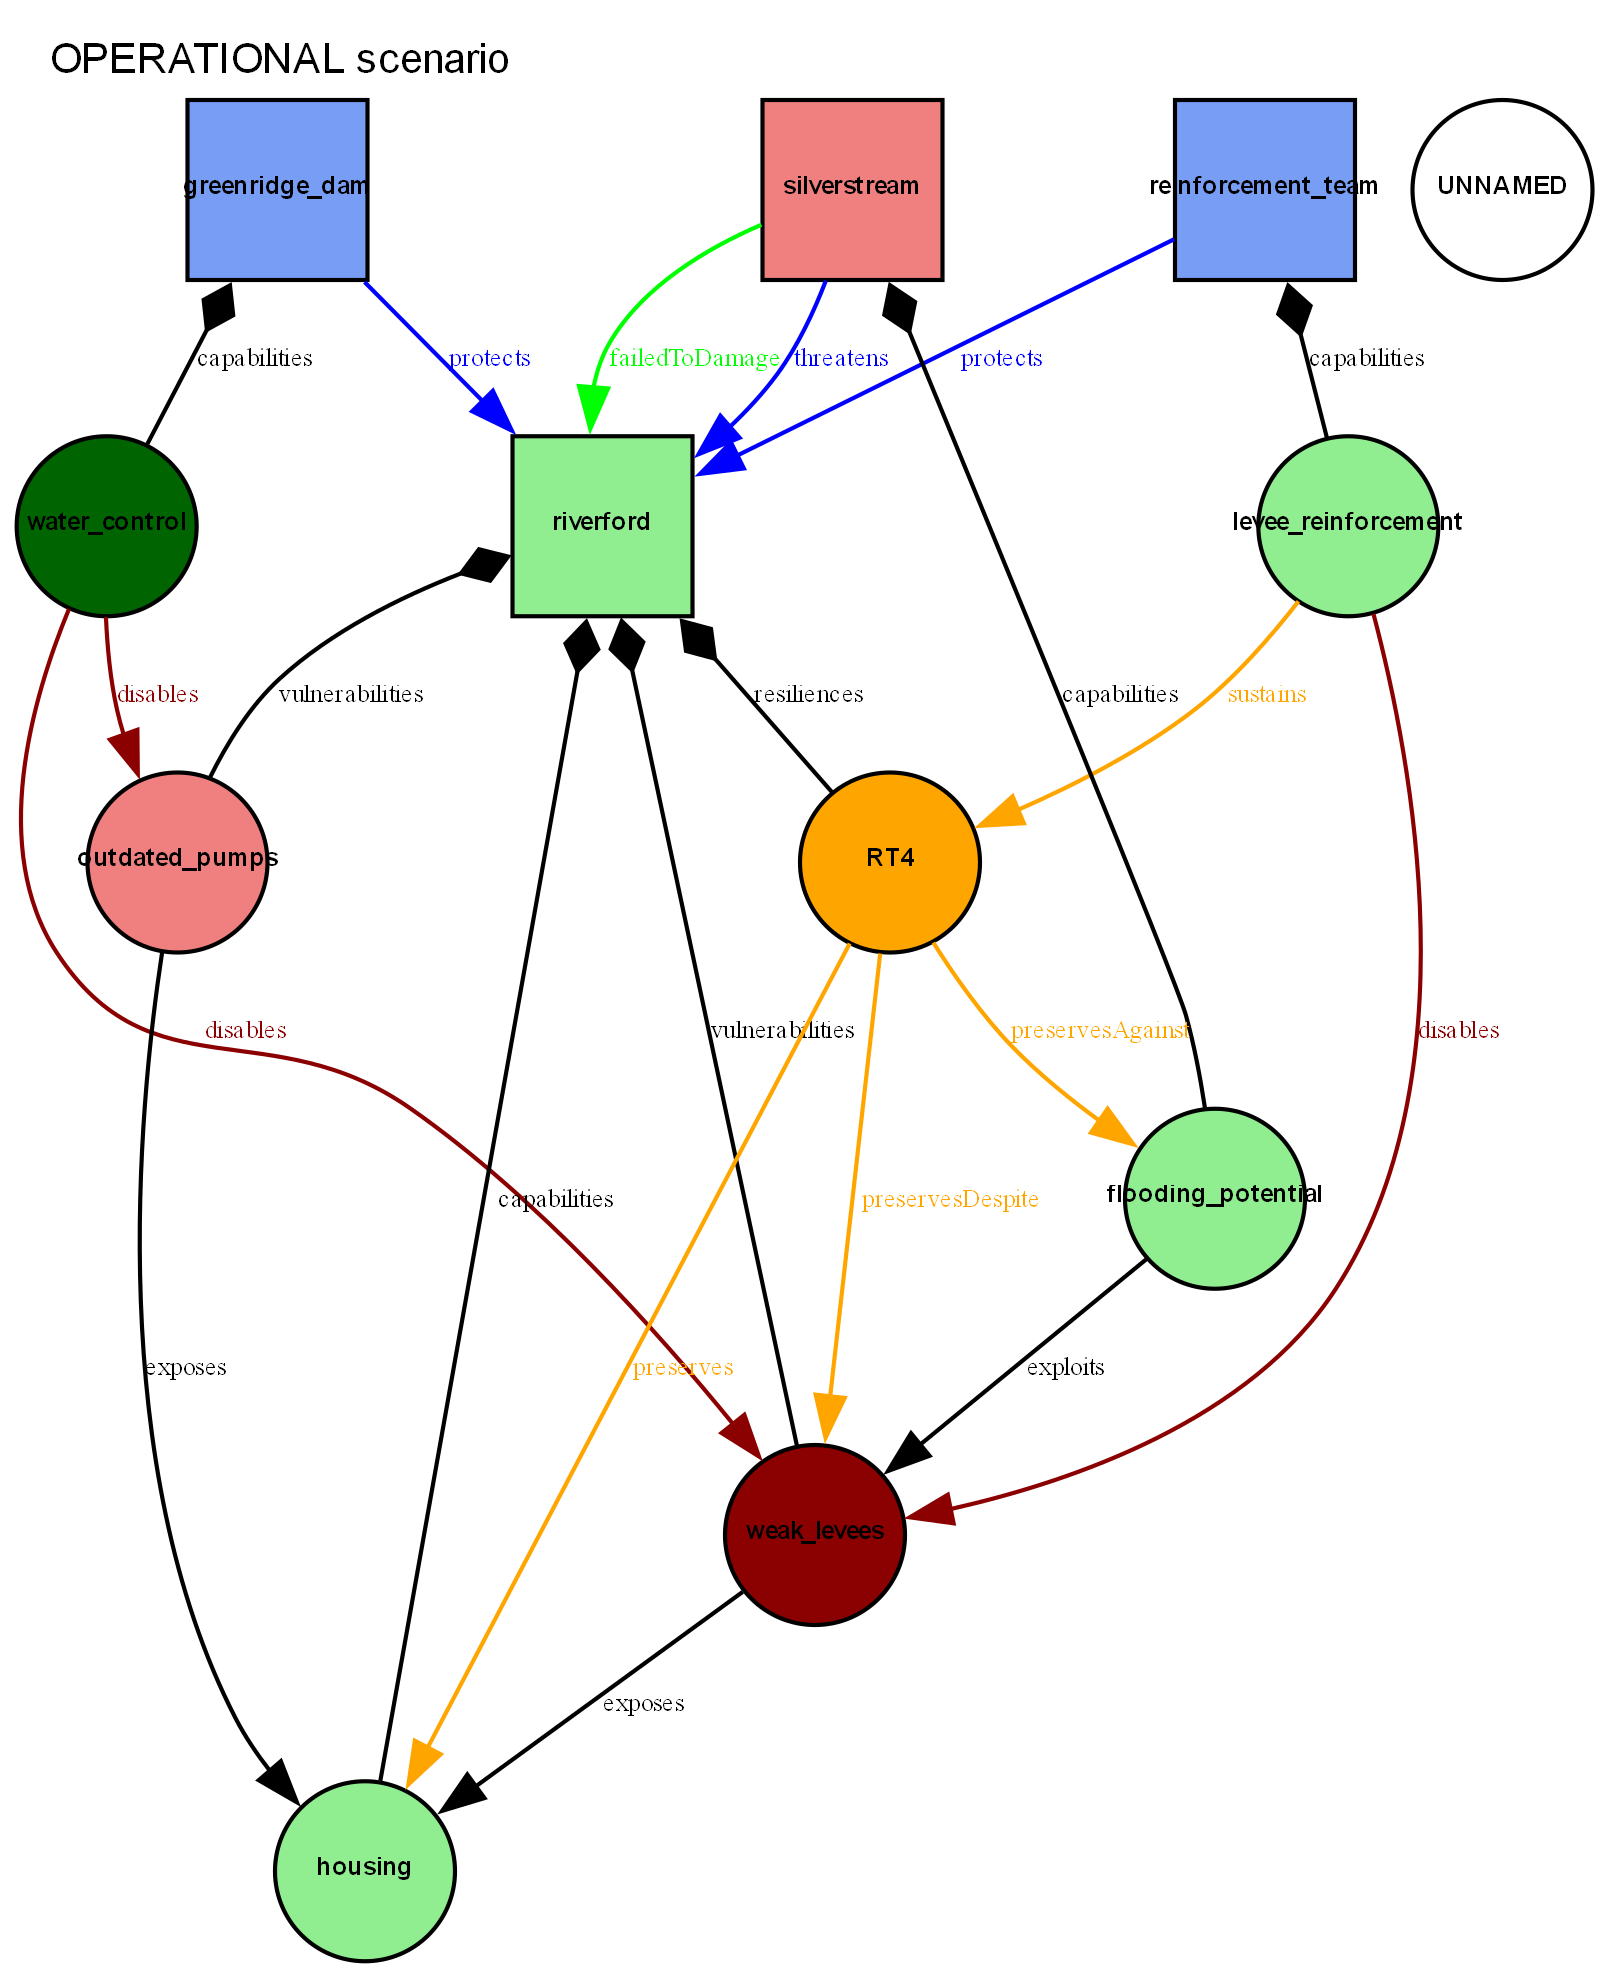 OPERATIONAL scenario
greenridge_dam
silverstream
reinforcement_team
UNNAMED
capabilities
protects
failedToDamage
threatens
protects
capabilities
water_control
riverford
levee_reinforcement
disables
vulnerabilities
resiliences
capabilities
sustains
outdated_pumps
RT4
disables
vulnerabilities
preservesAgainst
disables
capabilities
preservesDespite
flooding_potential
exposes
preserves
exploits
weak_levees
exposes
housing